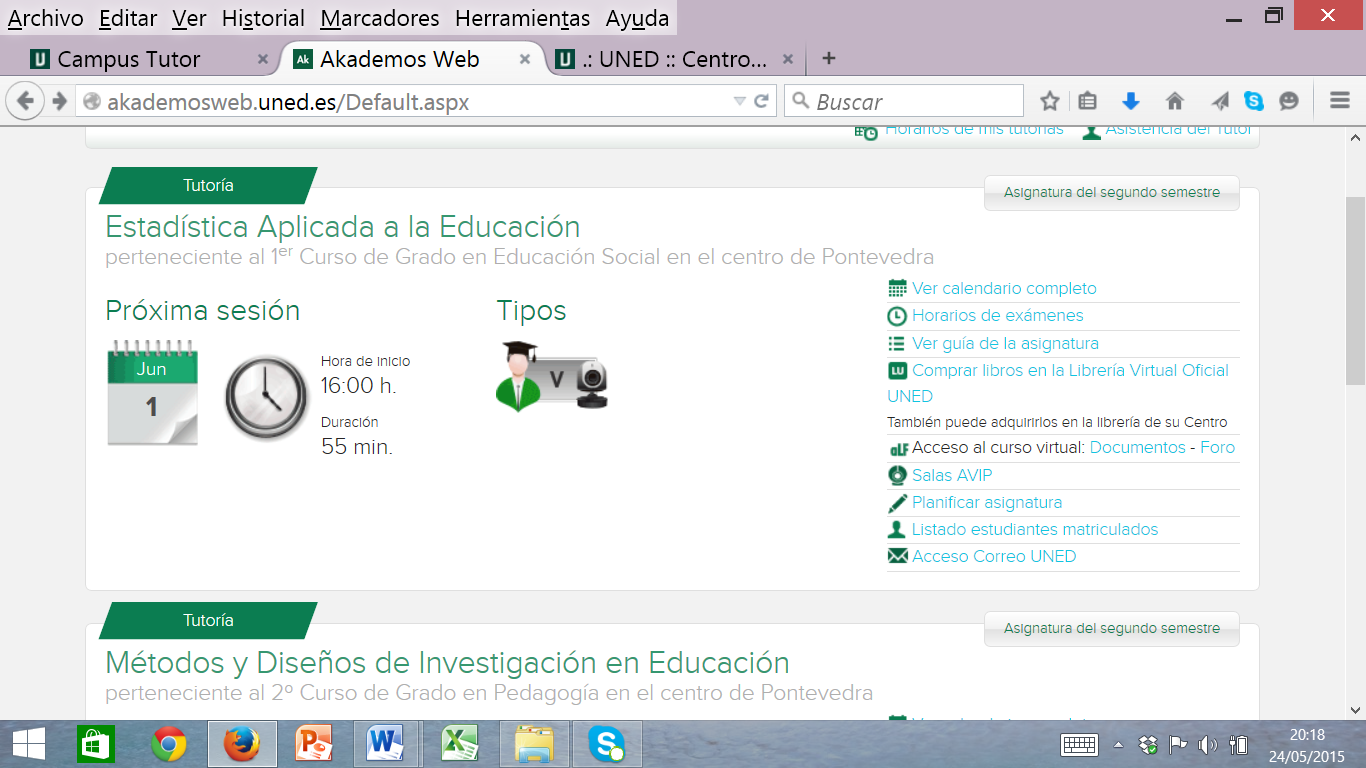 Archivo Editar Ver Historial Marcadores Herramientas Ayuda
U Campus Tutor
Ak Akademos Web
U .: UNED :: Centro...
akademosweb.uned.es/Default.aspx
Buscar
Horarios de mis tutorías Asistencia del Tutor
Tutoría
Asignatura del segundo semestre
Estadística Aplicada a la Educación
perteneciente al 1er Curso de Grado en Educación Social en el centro de Pontevedra
Próxima sesión
Jun
1
Hora de inicio
16:00 h.
Duración
55 min.
Tipos
V
Ver calendario completo
Horarios de exámenes
Ver guía de la asignatura
Comprar libros en la Librería Virtual Oficial
UNED
También puede adquirirlos en la librería de su Centro
aLF Acceso al curso virtual: Documentos - Foro
Salas AVIP
Planificar asignatura
Listado estudiantes matriculados
Acceso Correo UNED
Tutoría
Asignatura del segundo semestre
Métodos y Diseños de Investigación en Educación
perteneciente al 2º Curso de Grado en Pedagogía en el centro de Pontevedra
20:18
24/05/2015